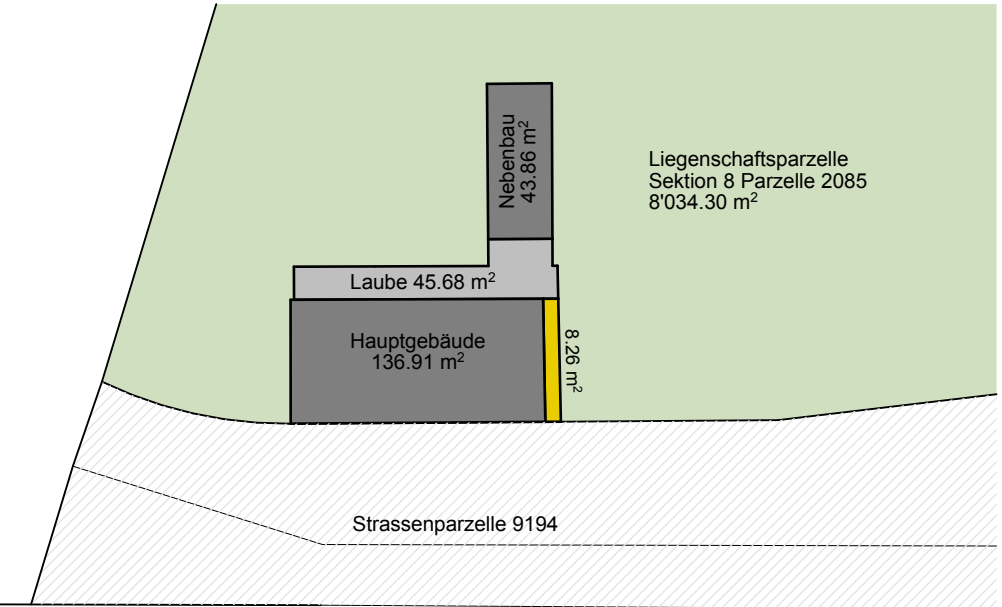 Nebenbau
43.86 m²
Liegenschaftsparzelle
Sektion 8 Parzelle 2085
8'034.30 m²
Laube 45.68 m²
Hauptgebäude
136.91 m²
8.26 m²
Strassenparzelle 9194